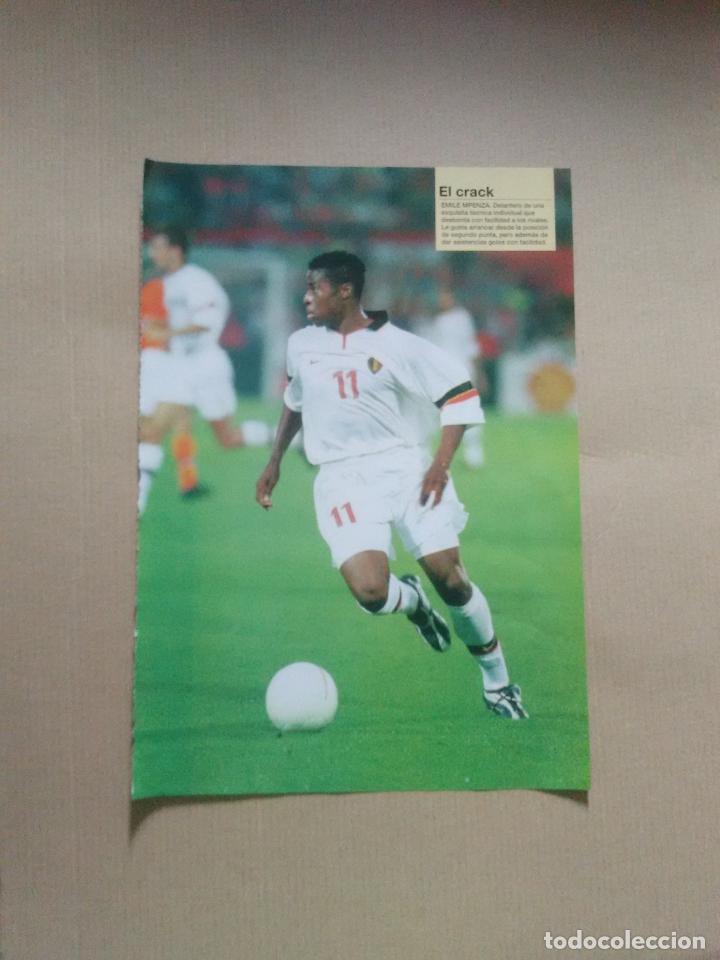 El crack
EMILE MPENZA. Delantero de una
exquisita técnica individual que
desborda con facilidad a los rivales.
Le gusta arrancar desde la posición
de segundo punta, pero además de
dar asistencias golea con facilidad.
11
11
todocoleccion